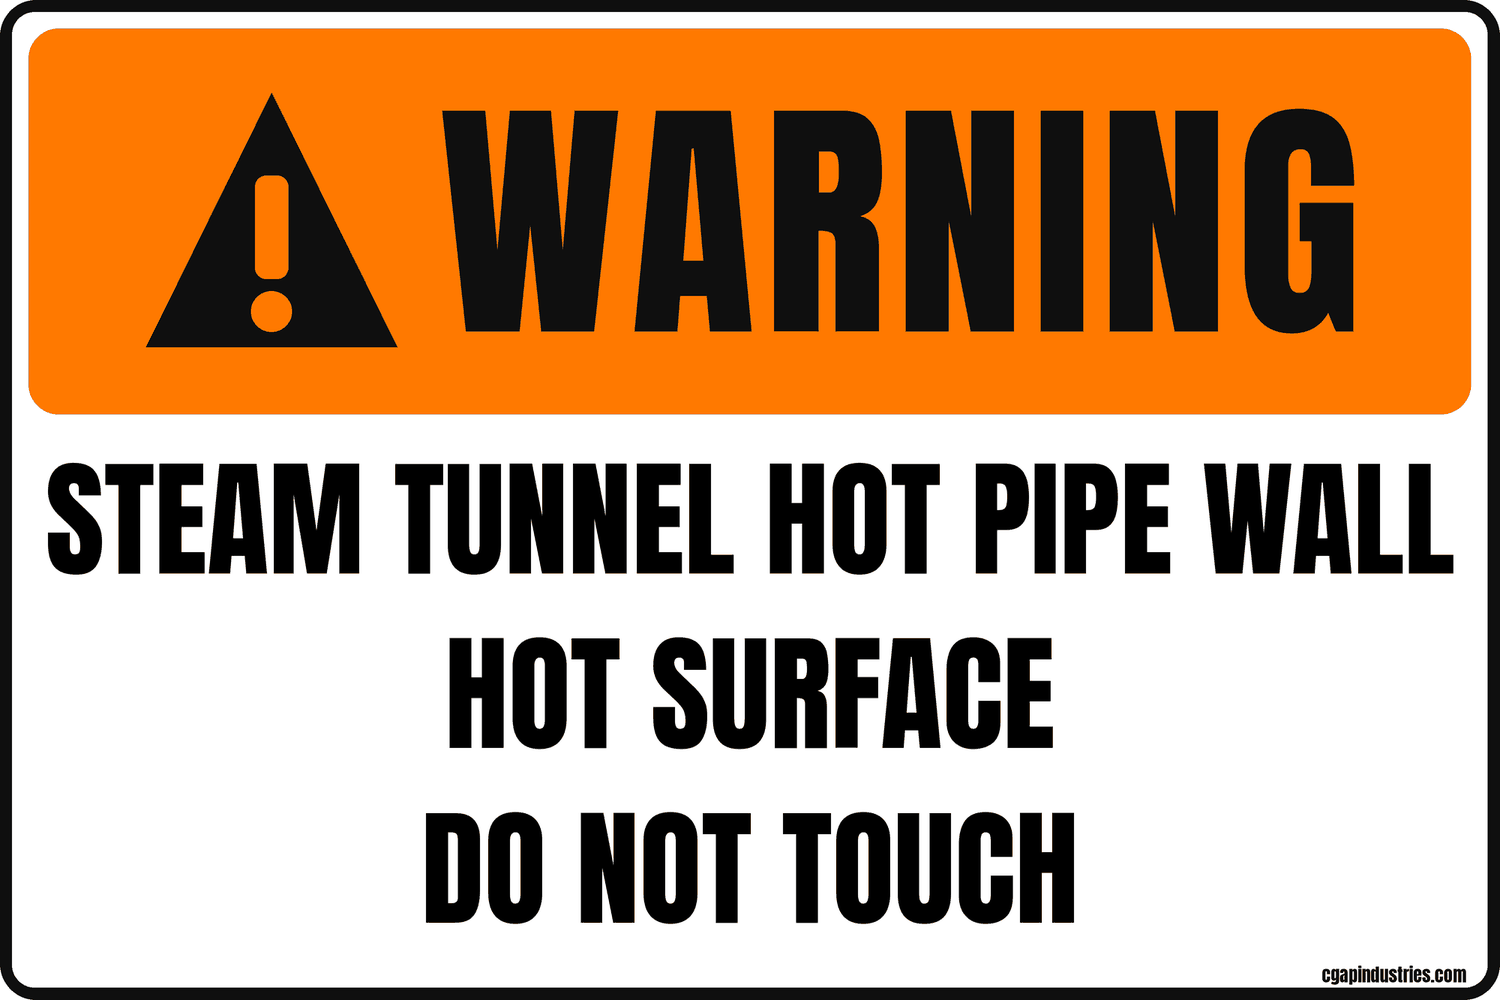 WARNING
STEAM TUNNEL HOT PIPE WALL
HOT SURFACE
DO NOT TOUCH
cgapindustries.com